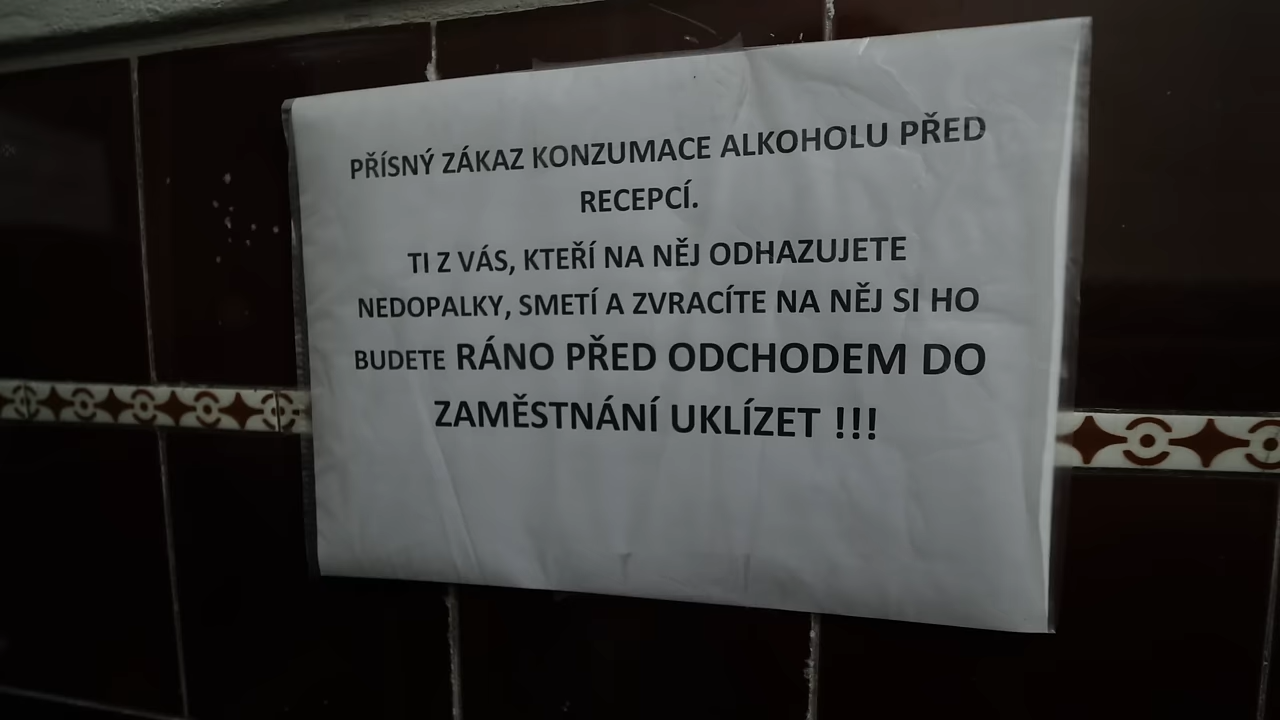 PŘÍSNÝ ZÁKAZ KONZUMACE ALKOHOLU PŘED
RECEPCÍ.
TI Z VÁS, KTEŘÍ NA NĚJ ODHAZUJETE
NEDOPALKY, SMETÍ A ZVRACÍTE NA NĚJ SI HO
BUDETE RÁNO PŘED ODCHODEM DO
ZAMĚSTNÁNÍ UKLÍZET !!!